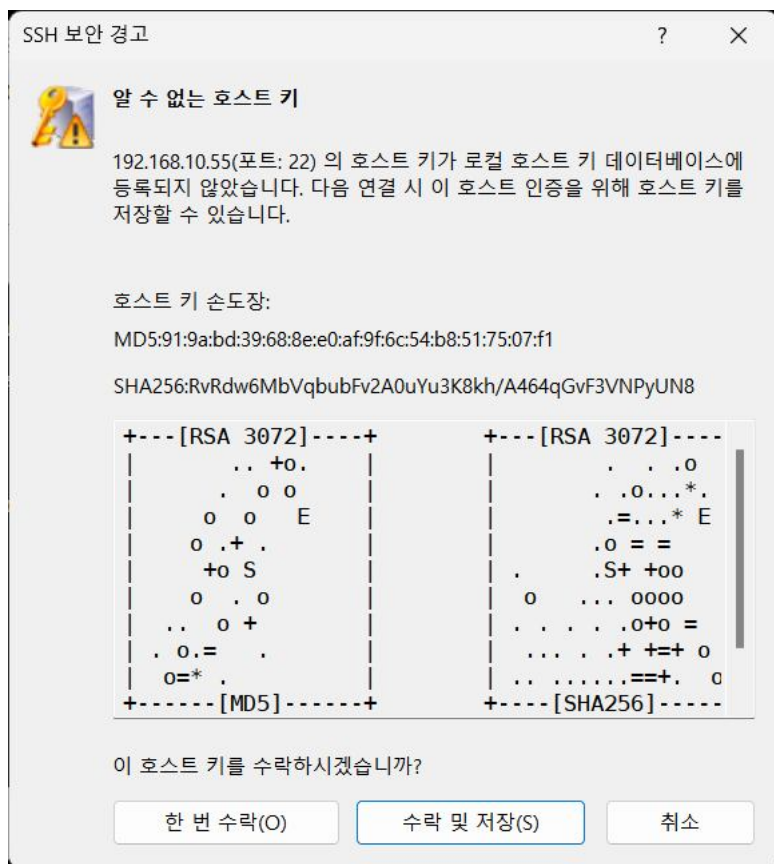 SSH 보안 경고
알 수 없는 호스트 키
192.168.10.55(포트: 22) 의 호스트 키가 로컬 호스트 키 데이터베이스에
등록되지 않았습니다. 다음 연결 시 이 호스트 인증을 위해 호스트 키를
저장할 수 있습니다.
호스트 키 손도장:
MD5:91:9a:bd:39:68:8e:e0:af:9f:6c:54:b8:51:75:07:f1
SHA256:RvRdw6MbVqbubFv2A0uYu3K8kh/A464qGvF3VNPyUN8
+---[RSA 3072]----+ +---[RSA 3072]----
|        .. +o.   | |         .  . .o
|       .  o o    | |        . .o...*.
|      o  o   E   | |         .=...* E
|     o .+ .      | |        .o = =
|      +o S       | | .      .S+ +oo
|     o  . o      | |  o    ... oooo
|   ..  o +       | | . . .  . .o+o =
|  . o.=   .      | |  ... . .+ +=+ o
|   o=* .         | | .. ......==+.  o
+------[MD5]------+ +----[SHA256]-----
이 호스트 키를 수락하시겠습니까?
한 번 수락(O) 수락 및 저장(S) 취소